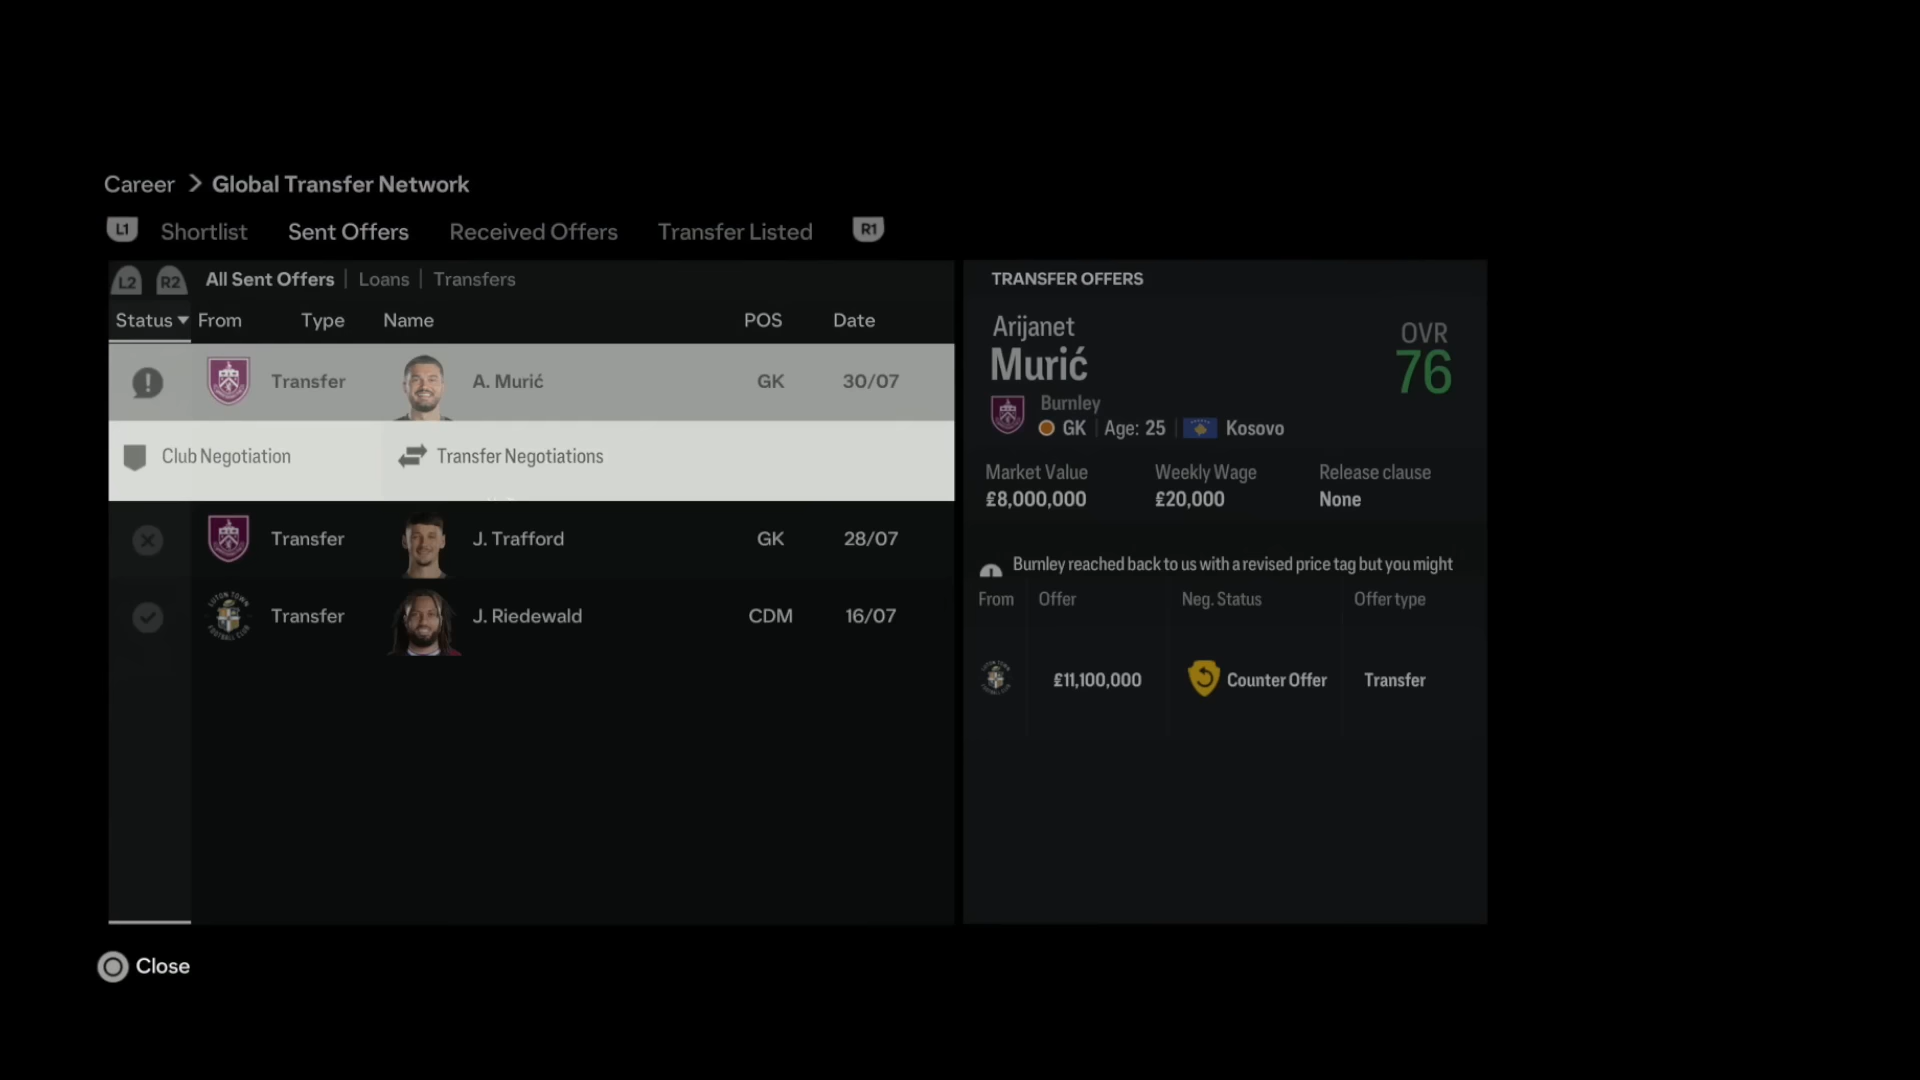 Career > Global Transfer Network
L1 Shortlist Sent Offers Received Offers Transfer Listed R1
L2 R2 All Sent Offers | Loans | Transfers
Status From Type Name POS Date
Transfer A. Murić GK 30/07
Club Negotiation Transfer Negotiations
Transfer J. Trafford GK 28/07
LUTON TOWN FOOTBALL CLUB Transfer J. Riedewald CDM 16/07
TRANSFER OFFERS
Arijanet
Murić
OVR
76
Burnley
GK | Age: 25 | Kosovo
Market Value Weekly Wage Release clause
£8,000,000 £20,000 None
Burnley reached back to us with a revised price tag but you might
From Offer Neg. Status Offer type
£11,100,000 Counter Offer Transfer
Close